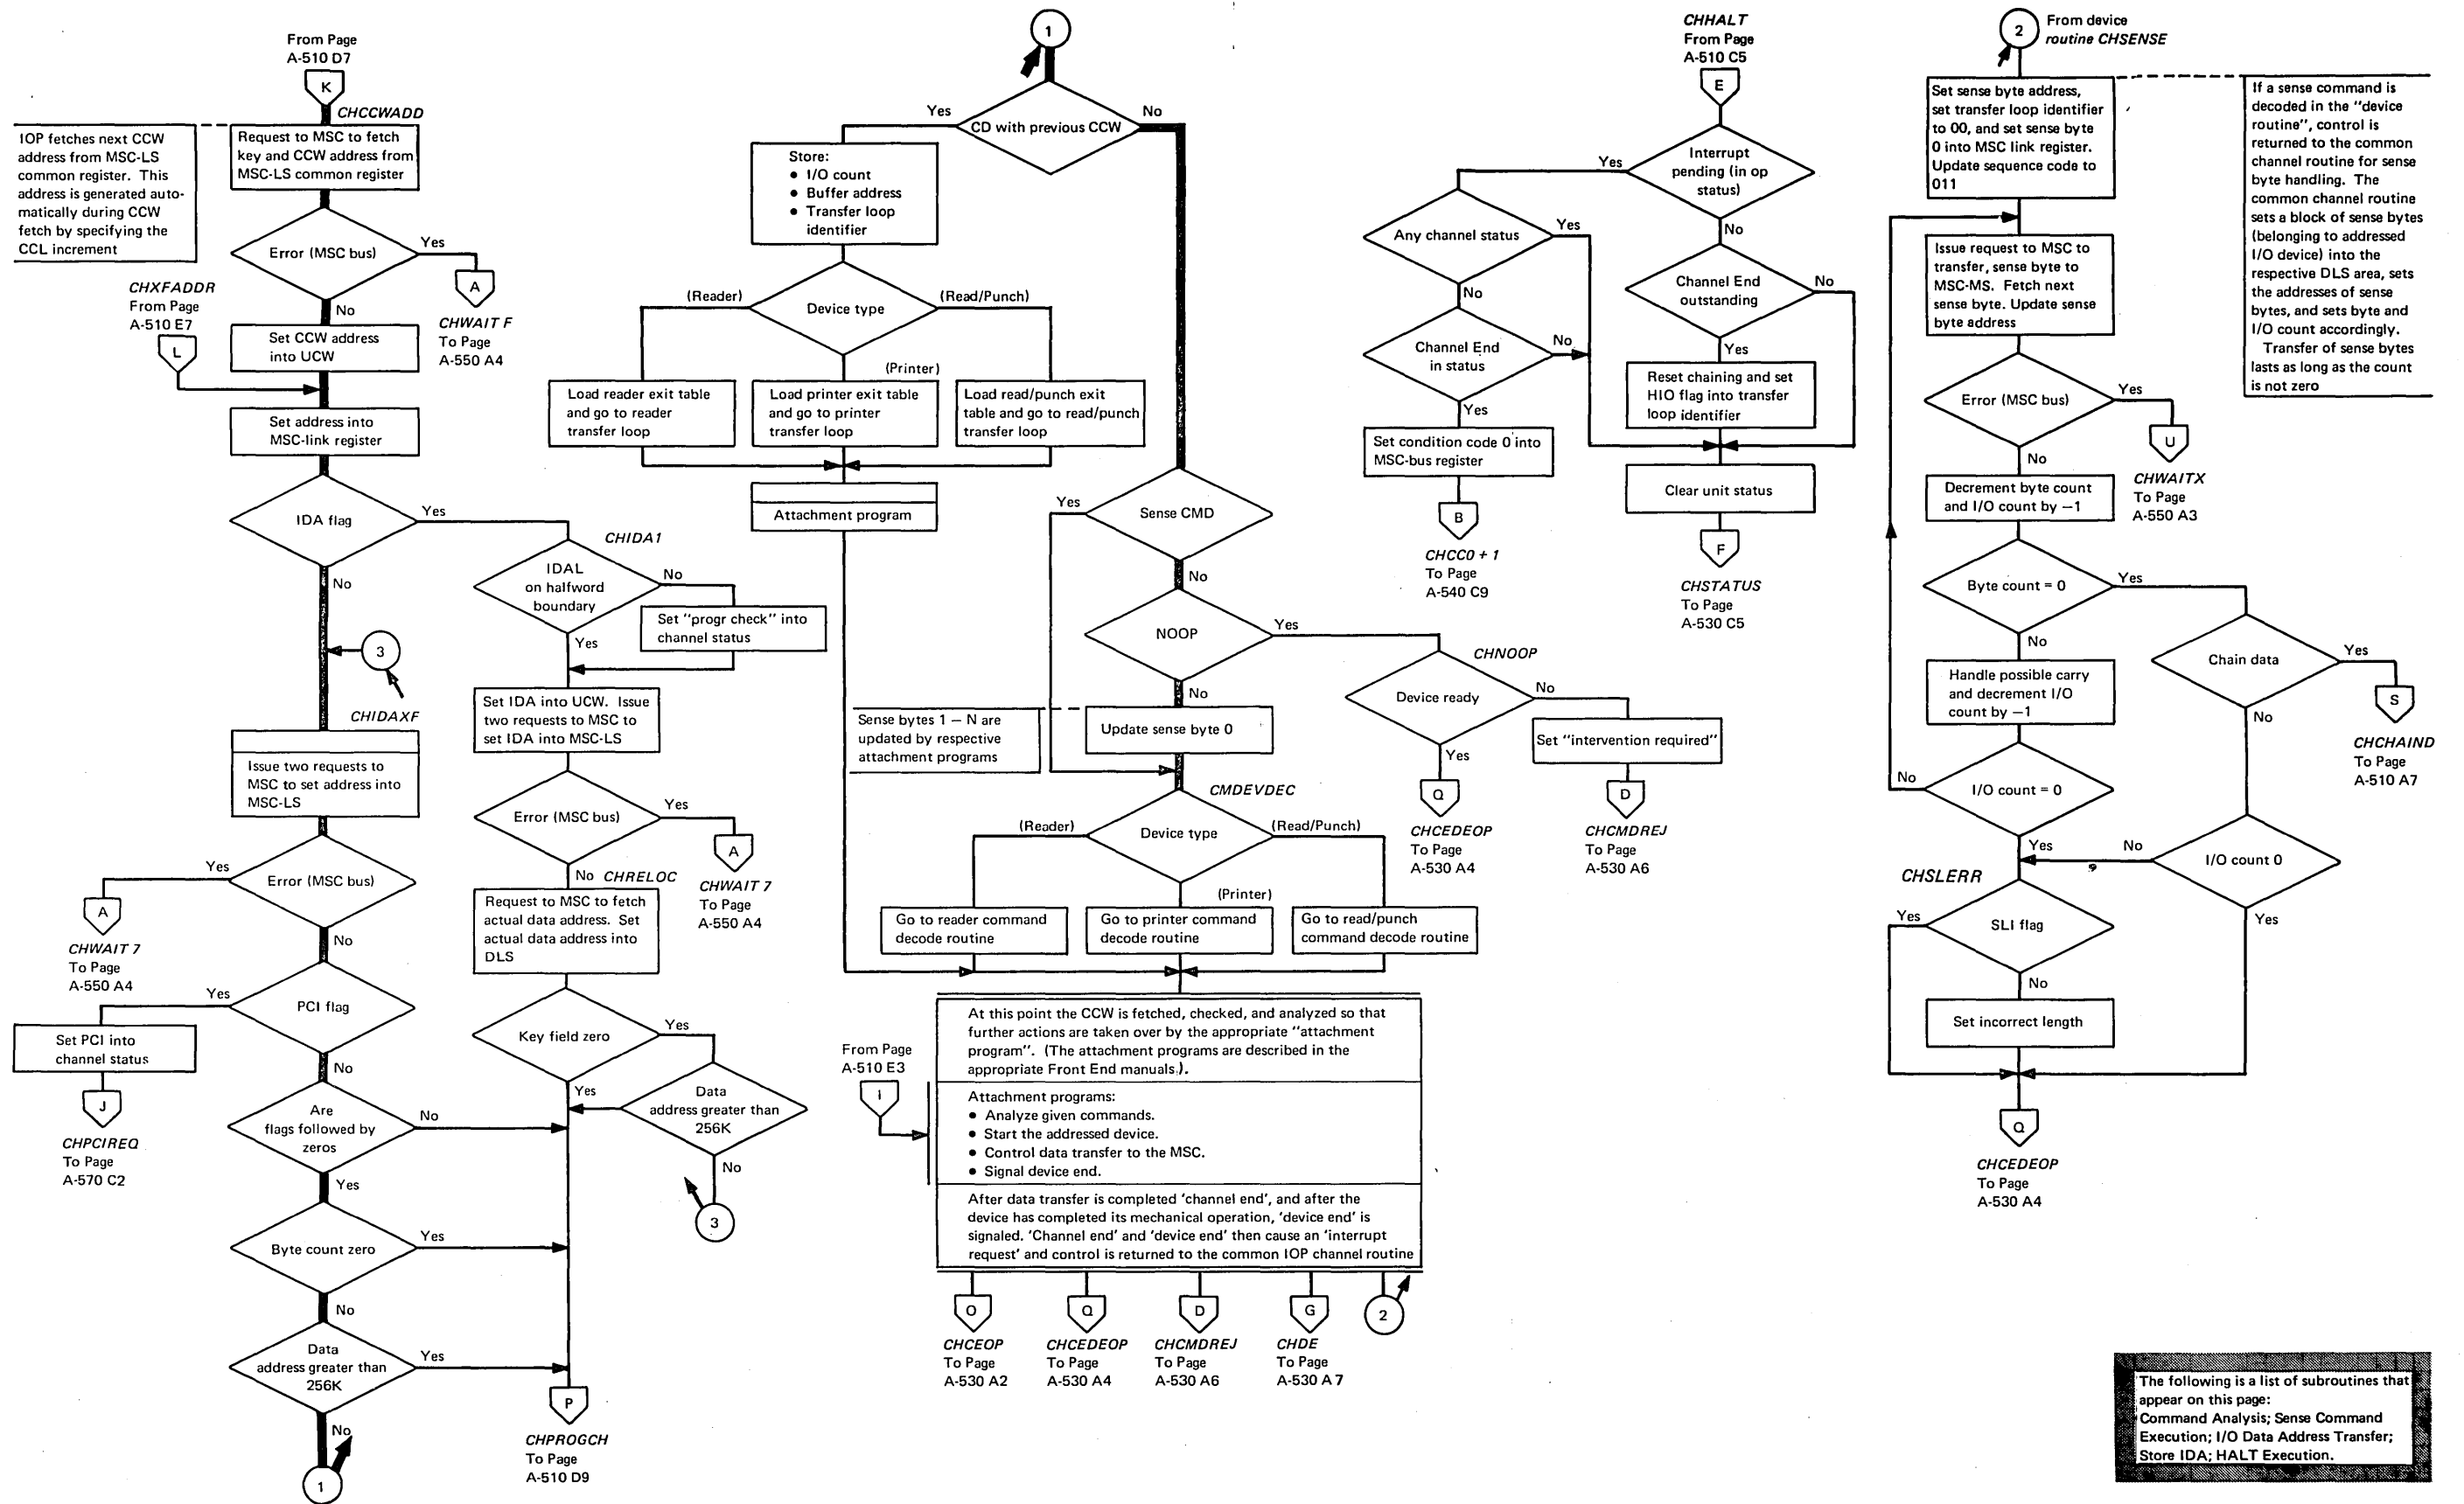 From Page
A-510 D7
K
CHCCWADD
IOP fetches next CCW
address from MSC-LS
common register. This
address is generated auto-
matically during CCW
fetch by specifying the
CCL increment
Request to MSC to fetch
key and CCW address from
MSC-LS common register
Error (MSC bus)
Yes
A
CHWAIT F
To Page
A-550 A4
No
CHXFADDR
From Page
A-510 E7
L
Set CCW address
into UCW
Set address into
MSC-link register
IDA flag
Yes
No
3
CHIDAXF
Issue two requests to
MSC to set address into
MSC-LS
Error (MSC bus)
Yes
A
CHWAIT 7
To Page
A-550 A4
No
PCI flag
Yes
Set PCI into
channel status
J
CHPCIREQ
To Page
A-570 C2
No
Are
flags followed by
zeros
No
Yes
Byte count zero
Yes
No
Data
address greater than
256K
Yes
No
1
CHIDA1
IDAL
on halfword
boundary
No
Set "progr check" into
channel status
Yes
Set IDA into UCW. Issue
two requests to MSC to
set IDA into MSC-LS
Error (MSC bus)
Yes
A
CHWAIT 7
To Page
A-550 A4
No
CHRELOC
Request to MSC to fetch
actual data address. Set
actual data address into
DLS
Key field zero
Yes
Yes
Data
address greater than
256K
No
3
P
CHPROGCH
To Page
A-510 D9
1
CD with previous CCW
Yes
No
Store:
• I/O count
• Buffer address
• Transfer loop
identifier
Device type
(Reader)
(Read/Punch)
(Printer)
Load reader exit table
and go to reader
transfer loop
Load printer exit table
and go to printer
transfer loop
Load read/punch exit
table and go to read/punch
transfer loop
Attachment program
Sense CMD
Yes
No
NOOP
Yes
No
CHNOOP
Device ready
No
Set "intervention required"
D
CHCMDREJ
To Page
A-530 A6
Yes
Q
CHCEDEOP
To Page
A-530 A4
Sense bytes 1 – N are
updated by respective
attachment programs
Update sense byte 0
CMDEVDEC
Device type
(Reader)
(Read/Punch)
(Printer)
Go to reader command
decode routine
Go to printer command
decode routine
Go to read/punch
command decode routine
At this point the CCW is fetched, checked, and analyzed so that
further actions are taken over by the appropriate "attachment
program". (The attachment programs are described in the
appropriate Front End manuals.).
From Page
A-510 E3
I
Attachment programs:
• Analyze given commands.
• Start the addressed device.
• Control data transfer to the MSC.
• Signal device end.
After data transfer is completed 'channel end', and after the
device has completed its mechanical operation, 'device end' is
signaled. 'Channel end' and 'device end' then cause an 'interrupt
request' and control is returned to the common IOP channel routine
O
CHCEOP
To Page
A-530 A2
Q
CHCEDEOP
To Page
A-530 A4
D
CHCMDREJ
To Page
A-530 A6
G
CHDE
To Page
A-530 A7
2
CHHALT
From Page
A-510 C5
E
Interrupt
pending (in op
status)
Yes
No
Any channel status
Yes
No
Channel End
in status
No
Yes
Set condition code 0 into
MSC-bus register
B
CHCC0 + 1
To Page
A-540 C9
Channel End
outstanding
No
Yes
Reset chaining and set
HIO flag into transfer
loop identifier
Clear unit status
F
CHSTATUS
To Page
A-530 C5
2
From device
routine CHSENSE
Set sense byte address,
set transfer loop identifier
to 00, and set sense byte
0 into MSC link register.
Update sequence code to
011
If a sense command is
decoded in the "device
routine", control is
returned to the common
channel routine for sense
byte handling. The
common channel routine
sets a block of sense bytes
(belonging to addressed
I/O device) into the
respective DLS area, sets
the addresses of sense
bytes, and sets byte and
I/O count accordingly.
Transfer of sense bytes
lasts as long as the count
is not zero
Issue request to MSC to
transfer, sense byte to
MSC-MS. Fetch next
sense byte. Update sense
byte address
Error (MSC bus)
Yes
U
CHWAITX
To Page
A-550 A3
No
Decrement byte count
and I/O count by –1
Byte count = 0
Yes
No
Handle possible carry
and decrement I/O
count by –1
Chain data
Yes
S
CHCHAIND
To Page
A-510 A7
No
I/O count = 0
No
Yes
I/O count 0
No
Yes
CHSLERR
SLI flag
Yes
No
Set incorrect length
Q
CHCEDEOP
To Page
A-530 A4
The following is a list of subroutines that
appear on this page:
Command Analysis; Sense Command
Execution; I/O Data Address Transfer;
Store IDA; HALT Execution.